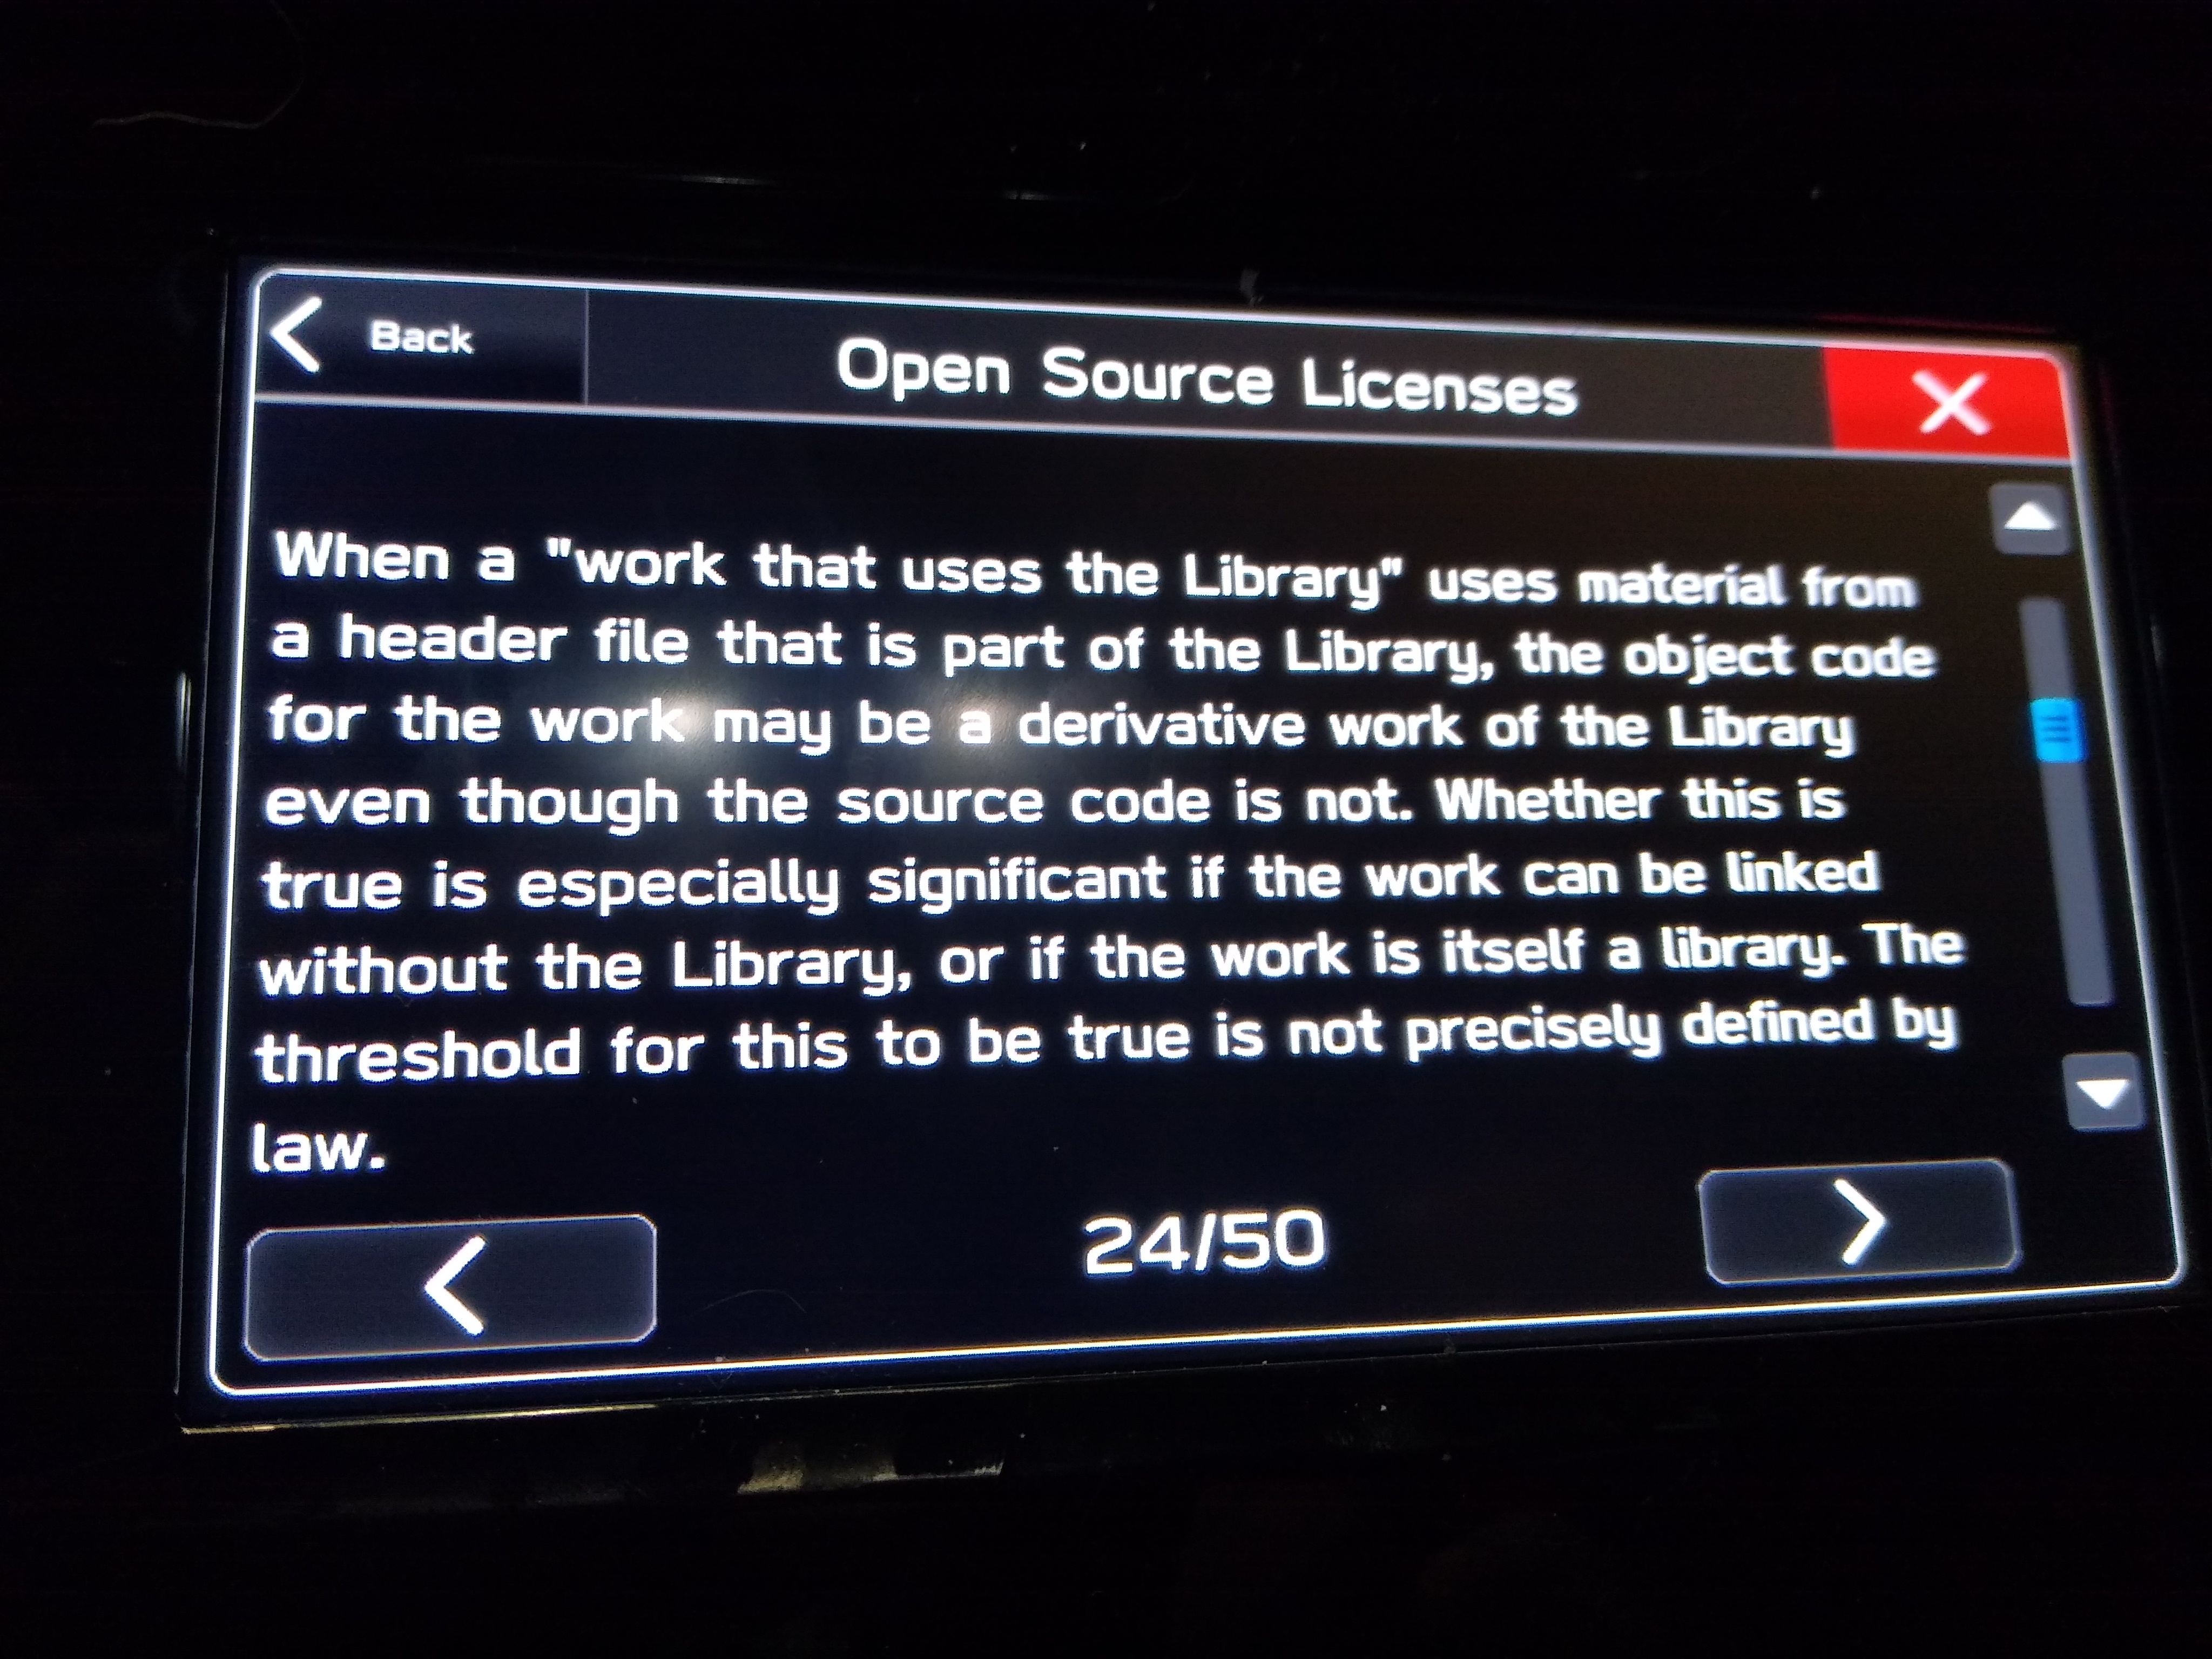 Back
Open Source Licenses
When a "work that uses the Library" uses material from
a header file that is part of the Library, the object code
for the work may be a derivative work of the Library
even though the source code is not. Whether this is
true is especially significant if the work can be linked
without the Library, or if the work is itself a library. The
threshold for this to be true is not precisely defined by
law.
24/50